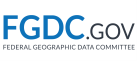 FGDC.GOV
FEDERAL GEOGRAPHIC DATA COMMITTEE